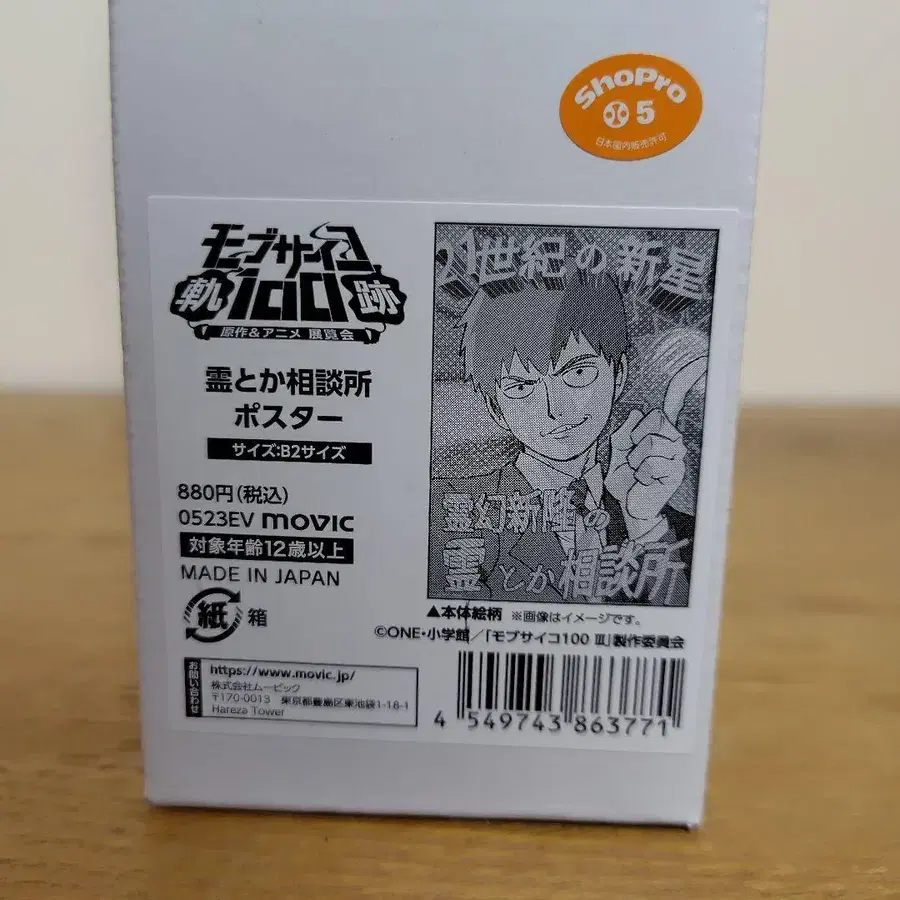 ShoPro
5
日本国内販売許可
モブサイコ
100
軌跡
原作&アニメ 展覧会
霊とか相談所
ポスター
サイズ:B2サイズ
880円(税込)
0523EV movic
対象年齢12歳以上
MADE IN JAPAN
紙 箱
お問い合わせ
https://www.movic.jp/
株式会社ムービック
〒170-0013 東京都豊島区東池袋1-18-1
Hareza Tower
21世紀の新星
霊幻新隆の
霊とか相談所
▲本体絵柄 ※画像はイメージです。
©ONE・小学館/「モブサイコ100 Ⅲ」製作委員会
4 549743 863771